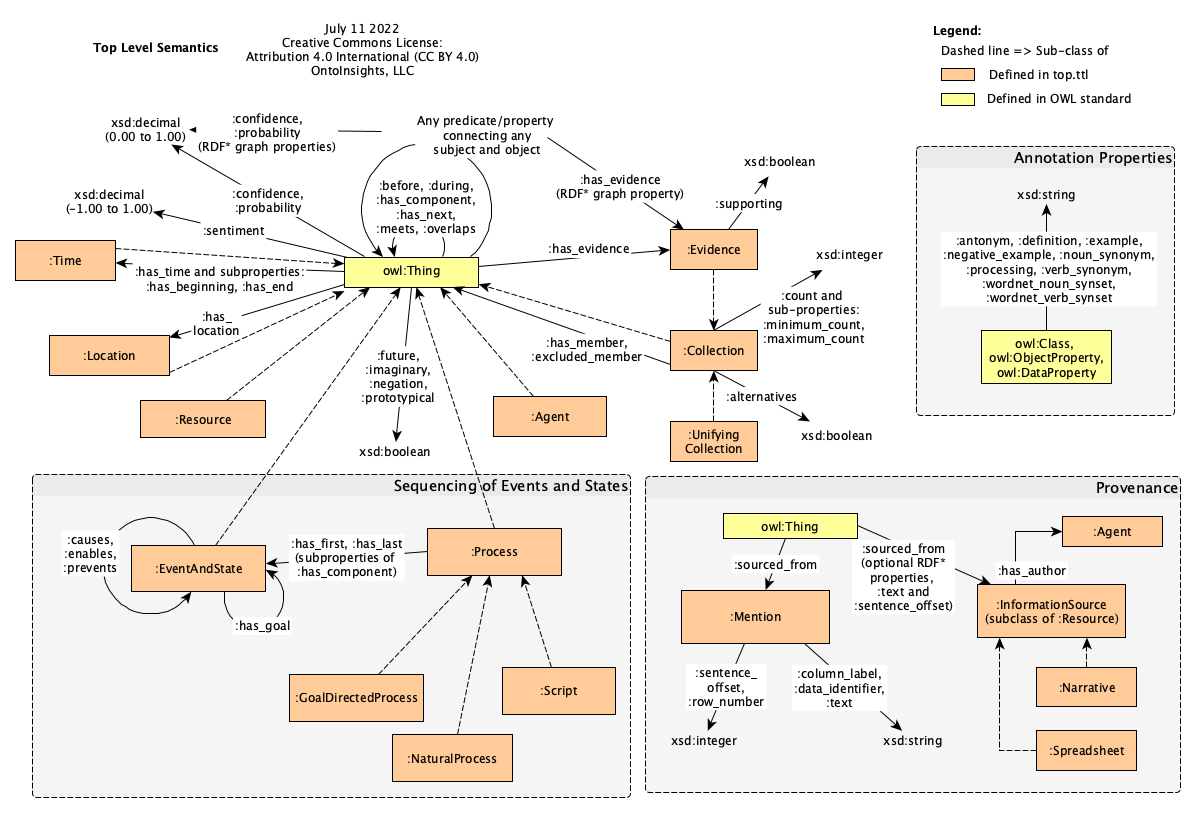 Top Level Semantics
July 11 2022
Creative Commons License:
Attribution 4.0 International (CC BY 4.0)
OntoInsights, LLC
Legend:
Dashed line => Sub-class of
Defined in top.ttl
Defined in OWL standard
xsd:decimal
(0.00 to 1.00)
:confidence,
:probability
(RDF* graph properties)
Any predicate/property
connecting any
subject and object
:has_evidence
(RDF* graph property)
xsd:boolean
:supporting
xsd:decimal
(-1.00 to 1.00)
:confidence,
:probability
:sentiment
:before, :during,
:has_component,
:has_next,
:meets, :overlaps
:has_evidence
:Evidence
:Time
:has_time and subproperties:
:has_beginning, :has_end
owl:Thing
xsd:integer
:count and
sub-properties:
:minimum_count,
:maximum_count
:has_
location
:Location
:has_member,
:excluded_member
:Collection
:future,
:imaginary,
:negation,
:prototypical
xsd:boolean
:Resource
:Agent
:alternatives
xsd:boolean
:Unifying
Collection
Annotation Properties
xsd:string
:antonym, :definition, :example,
:negative_example, :noun_synonym,
:processing, :verb_synonym,
:wordnet_noun_synset,
:wordnet_verb_synset
owl:Class,
owl:ObjectProperty,
owl:DataProperty
Sequencing of Events and States
:causes,
:enables,
:prevents
:EventAndState
:has_goal
:has_first, :has_last
(subproperties of
:has_component)
:Process
:GoalDirectedProcess
:Script
:NaturalProcess
Provenance
owl:Thing
:sourced_from
:sourced_from
(optional RDF*
properties,
:text and
:sentence_offset)
:Agent
:has_author
:Mention
:InformationSource
(subclass of :Resource)
:sentence_
offset,
:row_number
:column_label,
:data_identifier,
:text
xsd:integer
xsd:string
:Narrative
:Spreadsheet